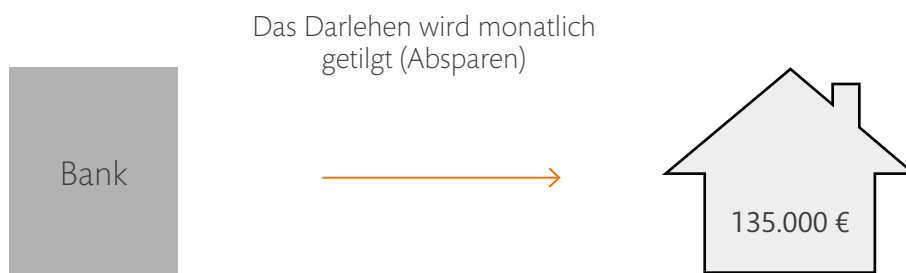 Das Darlehen wird monatlich
getilgt (Absparen)
Bank
135.000 €